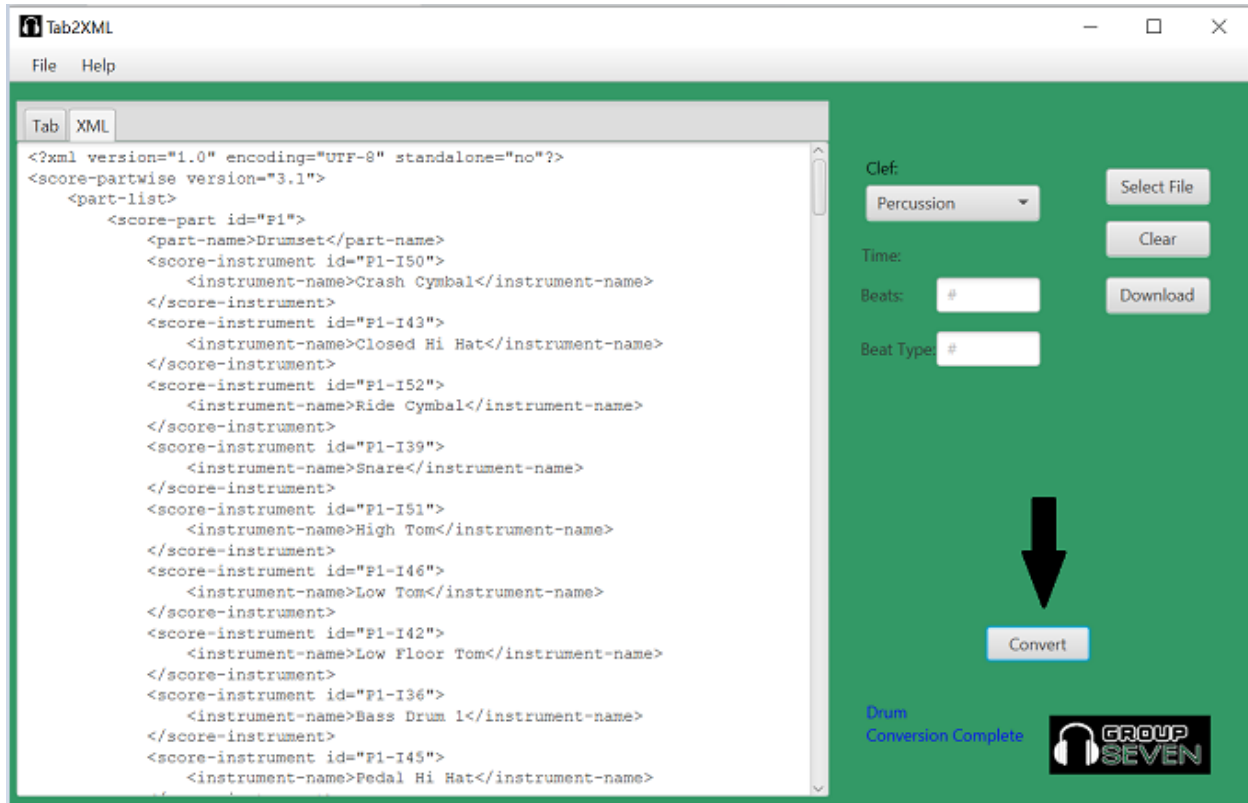 Tab2XML
File Help
Tab XML
<?xml version="1.0" encoding="UTF-8" standalone="no"?>
<score-partwise version="3.1">
<part-list>
<score-part id="P1">
<part-name>Drumset</part-name>
<score-instrument id="P1-I50">
<instrument-name>Crash Cymbal</instrument-name>
</score-instrument>
<score-instrument id="P1-I43">
<instrument-name>Closed Hi Hat</instrument-name>
</score-instrument>
<score-instrument id="P1-I52">
<instrument-name>Ride Cymbal</instrument-name>
</score-instrument>
<score-instrument id="P1-I39">
<instrument-name>Snare</instrument-name>
</score-instrument>
<score-instrument id="P1-I51">
<instrument-name>High Tom</instrument-name>
</score-instrument>
<score-instrument id="P1-I46">
<instrument-name>Low Tom</instrument-name>
</score-instrument>
<score-instrument id="P1-I42">
<instrument-name>Low Floor Tom</instrument-name>
</score-instrument>
<score-instrument id="P1-I36">
<instrument-name>Bass Drum 1</instrument-name>
</score-instrument>
<score-instrument id="P1-I45">
<instrument-name>Pedal Hi Hat</instrument-name>
Clef:
Percussion
Time:
Beats: #
Beat Type: #
Select File
Clear
Download
Convert
Drum
Conversion Complete
GROUP
SEVEN